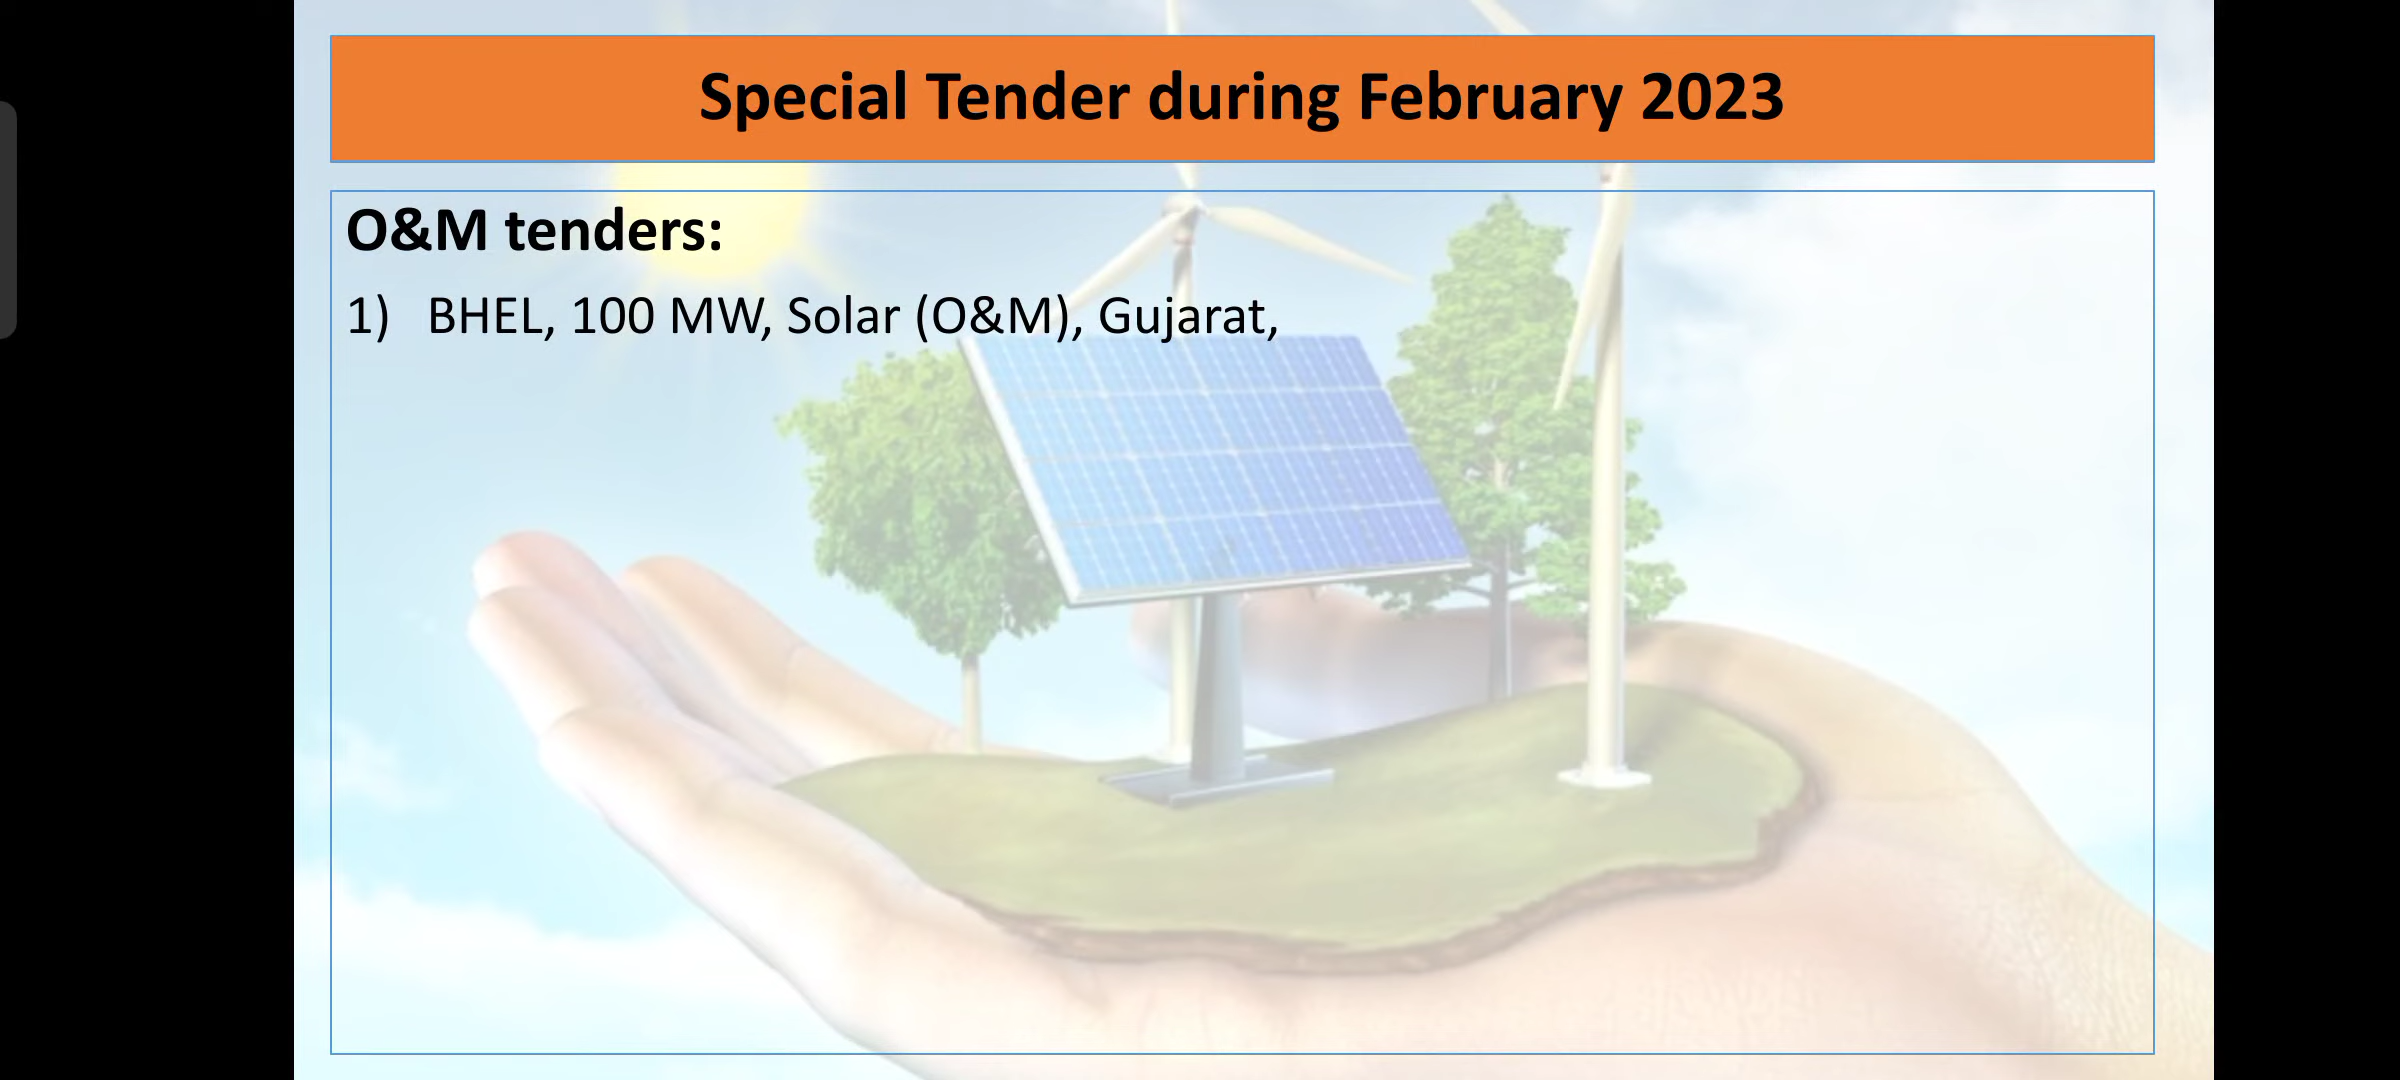 Special Tender during February 2023
O&M tenders:
1) BHEL, 100 MW, Solar (O&M), Gujarat,